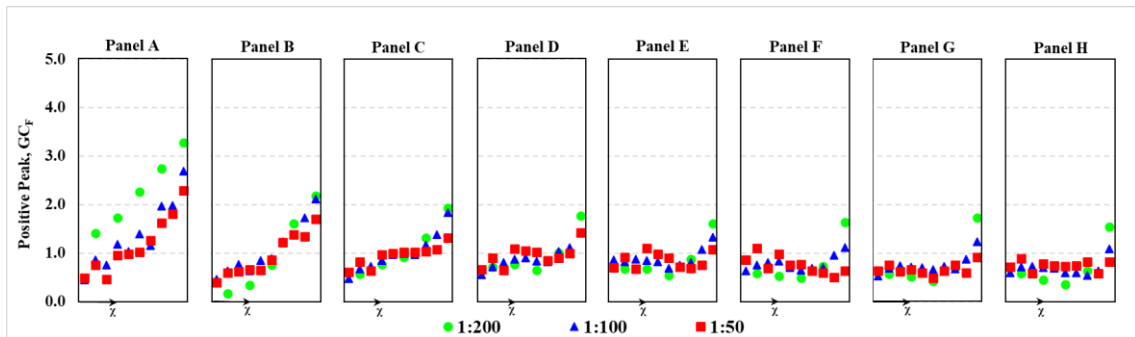 Panel A Panel B Panel C Panel D Panel E Panel F Panel G Panel H
5.0
4.0
3.0
2.0
1.0
0.0
Positive Peak, GC_F
χ χ χ χ χ χ χ χ
1:200 1:100 1:50